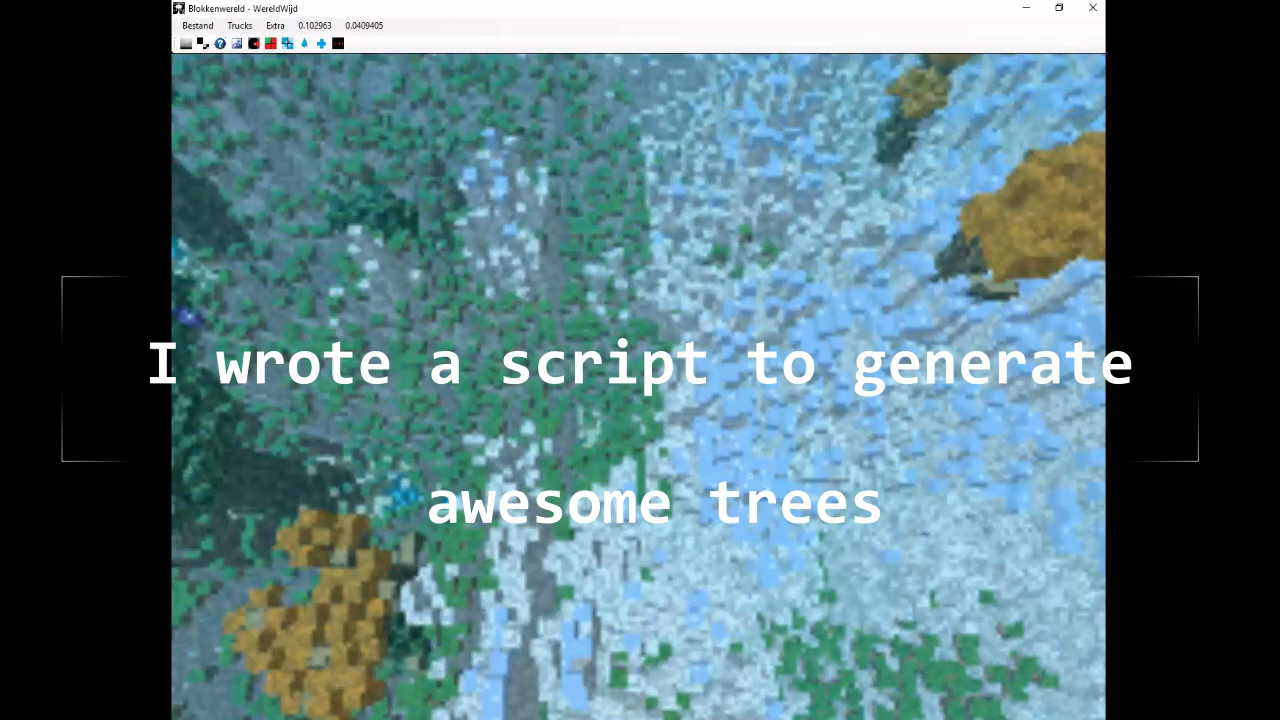 Blokkenwereld - WereldWijd
Bestand Trucks Extra 0.102963 0.0409405
I wrote a script to generate
awesome trees